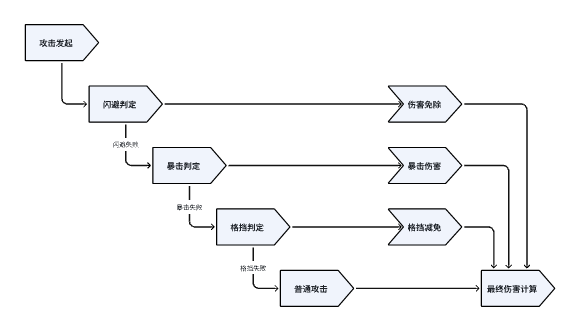 攻击发起
闪避判定
伤害免除
闪避失败
暴击判定
暴击伤害
暴击失败
格挡判定
格挡减免
格挡失败
普通攻击
最终伤害计算